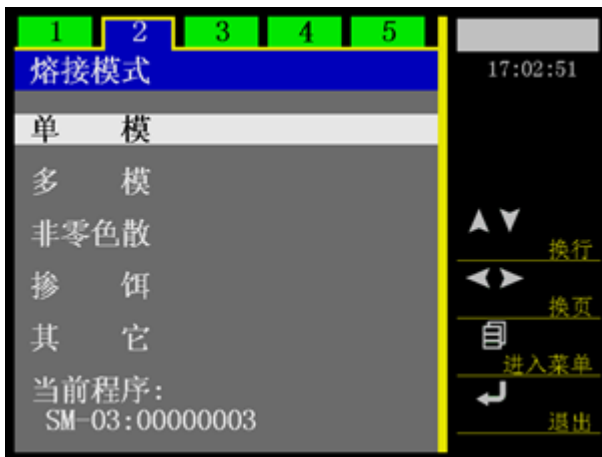 1 2 3 4 5
熔接模式
单 模
多 模
非零色散
掺 饵
其 它
当前程序:
SM-03:00000003
17:02:51
换行
换页
进入菜单
退出